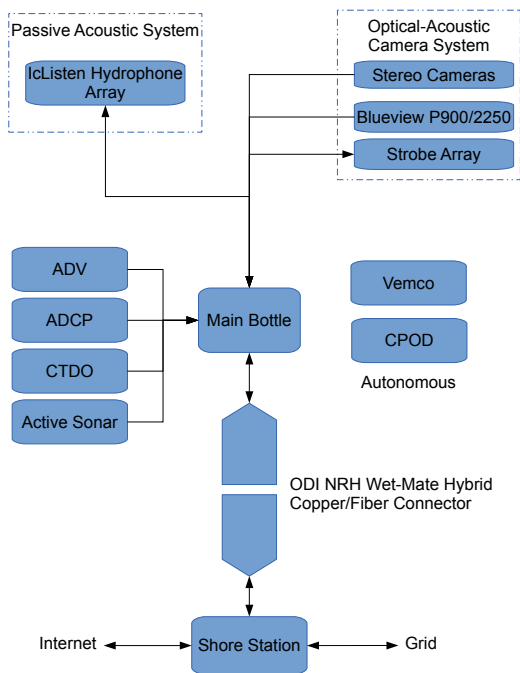 Passive Acoustic System
IcListen Hydrophone
Array
Optical-Acoustic
Camera System
Stereo Cameras
Blueview P900/2250
Strobe Array
ADV
ADCP
CTDO
Active Sonar
Main Bottle
Vemco
CPOD
Autonomous
ODI NRH Wet-Mate Hybrid
Copper/Fiber Connector
Internet
Shore Station
Grid